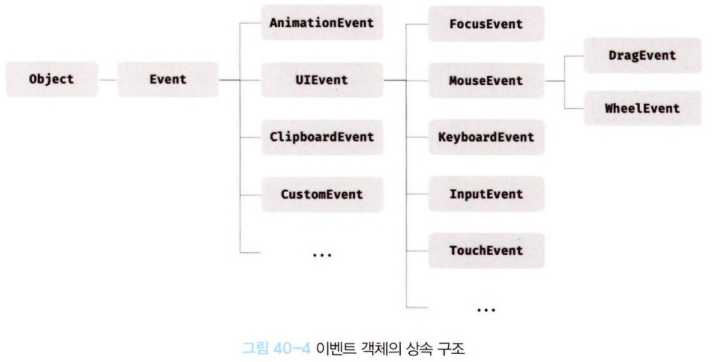 Object
Event
AnimationEvent
UIEvent
ClipboardEvent
CustomEvent
...
FocusEvent
MouseEvent
KeyboardEvent
InputEvent
TouchEvent
...
DragEvent
WheelEvent
그림 40-4 이벤트 객체의 상속 구조